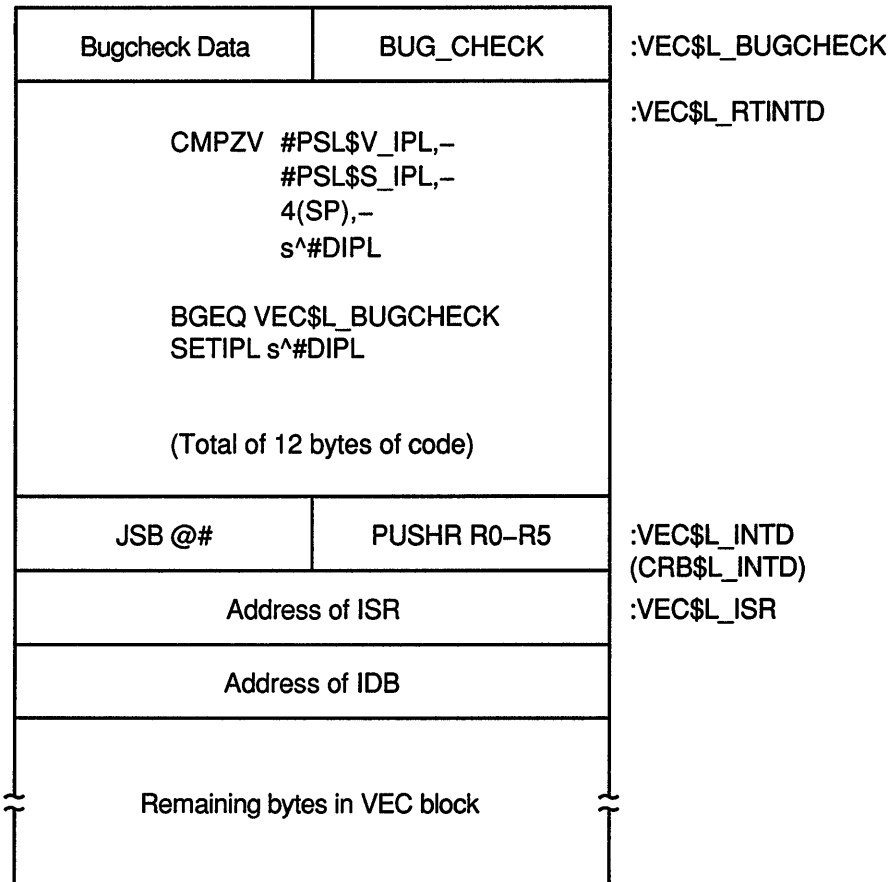 Bugcheck Data BUG_CHECK :VEC$L_BUGCHECK
:VEC$L_RTINTD
CMPZV #PSL$V_IPL,–
#PSL$S_IPL,–
4(SP),–
s^#DIPL
BGEQ VEC$L_BUGCHECK
SETIPL s^#DIPL
(Total of 12 bytes of code)
JSB @# PUSHR R0–R5 :VEC$L_INTD
(CRB$L_INTD)
Address of ISR :VEC$L_ISR
Address of IDB
Remaining bytes in VEC block